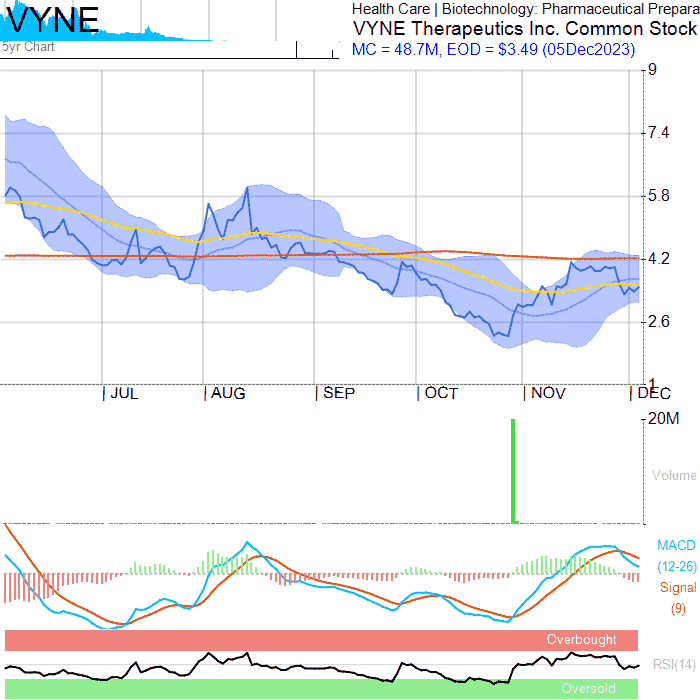 VYNE
5yr Chart
Health Care | Biotechnology: Pharmaceutical Prepara
VYNE Therapeutics Inc. Common Stock
MC = 48.7M, EOD = $3.49 (05Dec2023)
9
7.4
5.8
4.2
2.6
1
JUL AUG SEP OCT NOV DEC
20M
Volume
MACD
(12-26)
Signal
(9)
Overbought
RSI(14)
Oversold